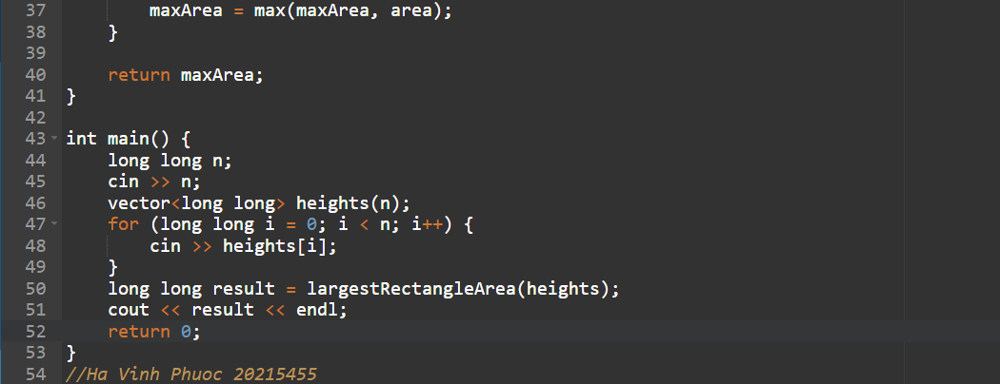 37 maxArea = max(maxArea, area);
38 }
39
40 return maxArea;
41 }
42
43 int main() {
44 long long n;
45 cin >> n;
46 vector<long long> heights(n);
47 for (long long i = 0; i < n; i++) {
48 cin >> heights[i];
49 }
50 long long result = largestRectangleArea(heights);
51 cout << result << endl;
52 return 0;
53 }
54 //Ha Vinh Phuoc 20215455